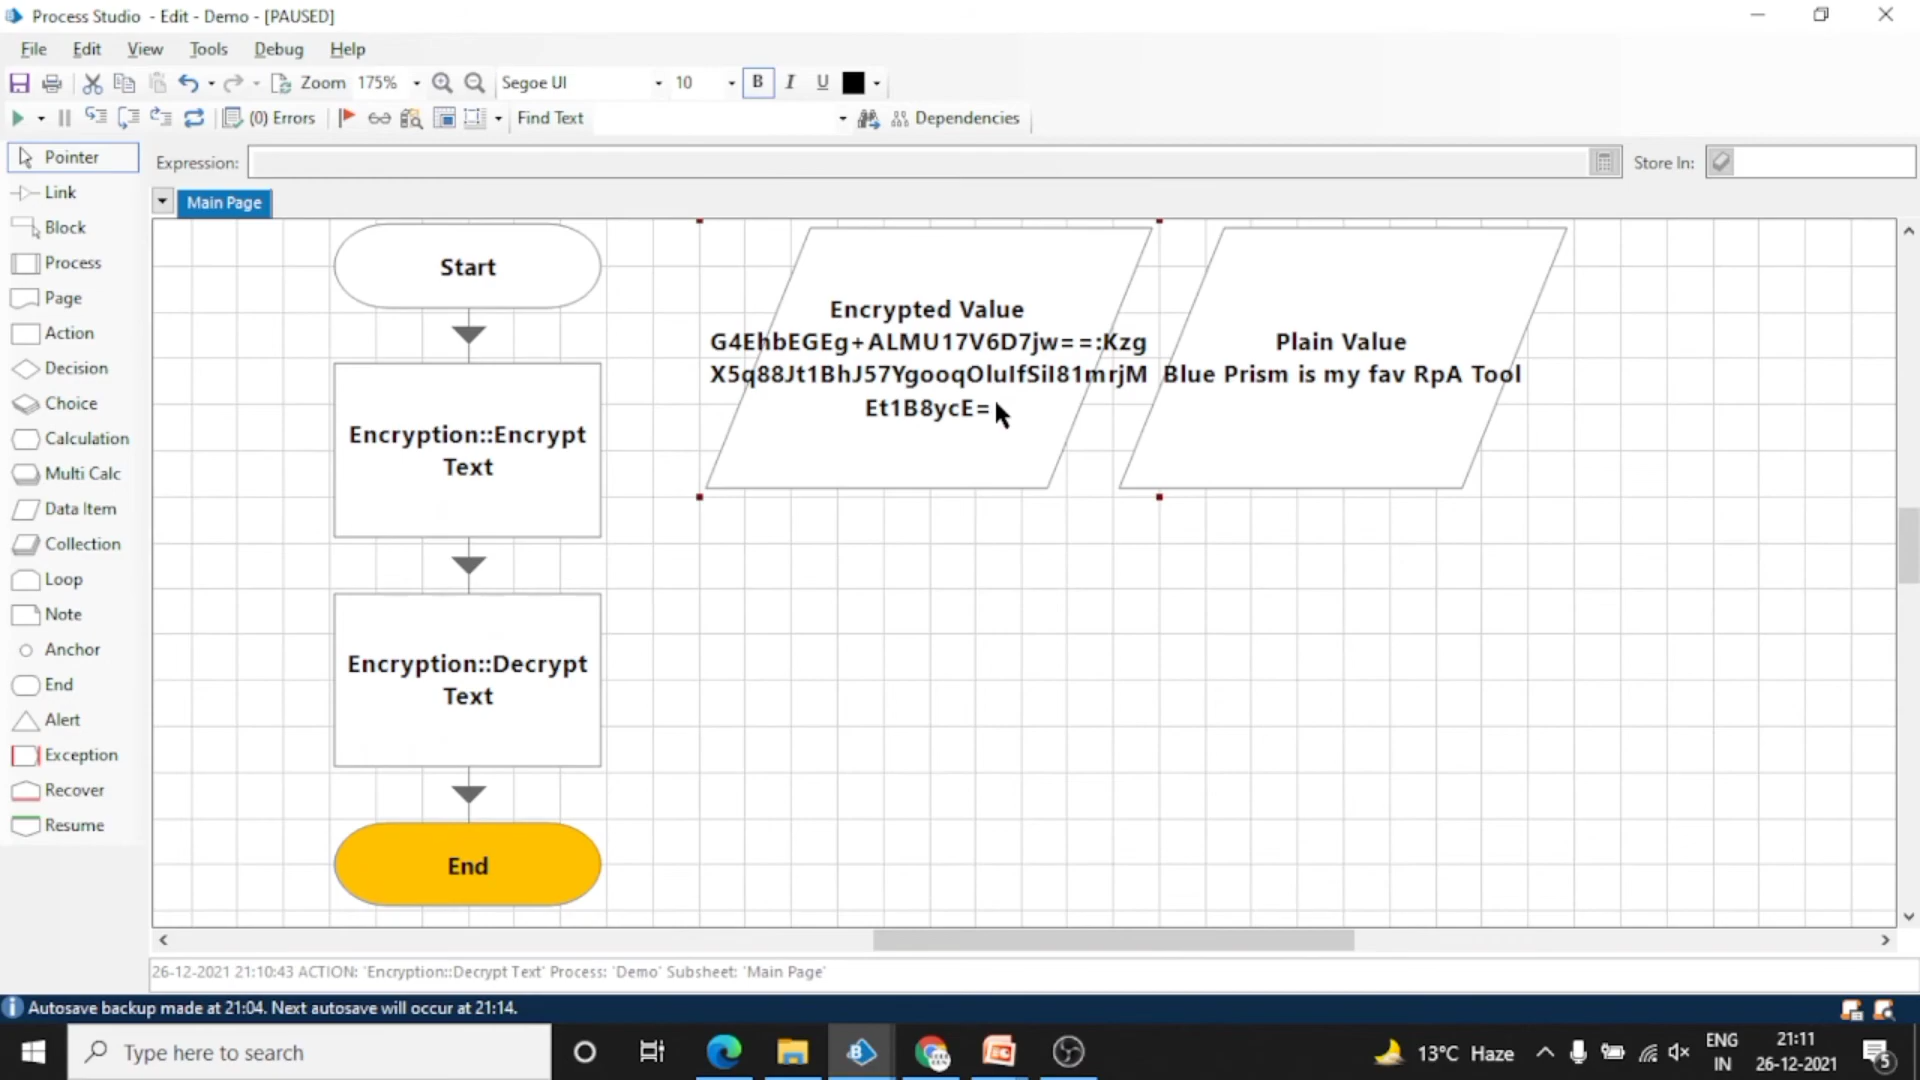 Process Studio - Edit - Demo - [PAUSED]
File Edit View Tools Debug Help
Zoom 175% Segoe UI 10 B I U
(0) Errors Find Text Dependencies
Pointer
Expression: Store In:
Link
Main Page
Block
Process
Page
Action
Decision
Choice
Calculation
Multi Calc
Data Item
Collection
Loop
Note
Anchor
End
Alert
Exception
Recover
Resume
Start
Encryption::Encrypt
Text
Encryption::Decrypt
Text
End
Encrypted Value
G4EhbEGEg+ALMU17V6D7jw==:Kzg
X5q88Jt1BhJ57YgooqOluIfSiI81mrjM
Et1B8ycE=
Plain Value
Blue Prism is my fav RpA Tool
26-12-2021 21:10:43 ACTION: 'Encryption::Decrypt Text' Process: 'Demo' Subsheet: 'Main Page'
Autosave backup made at 21:04. Next autosave will occur at 21:14.
Type here to search
13°C Haze
ENG
IN
21:11
26-12-2021
5